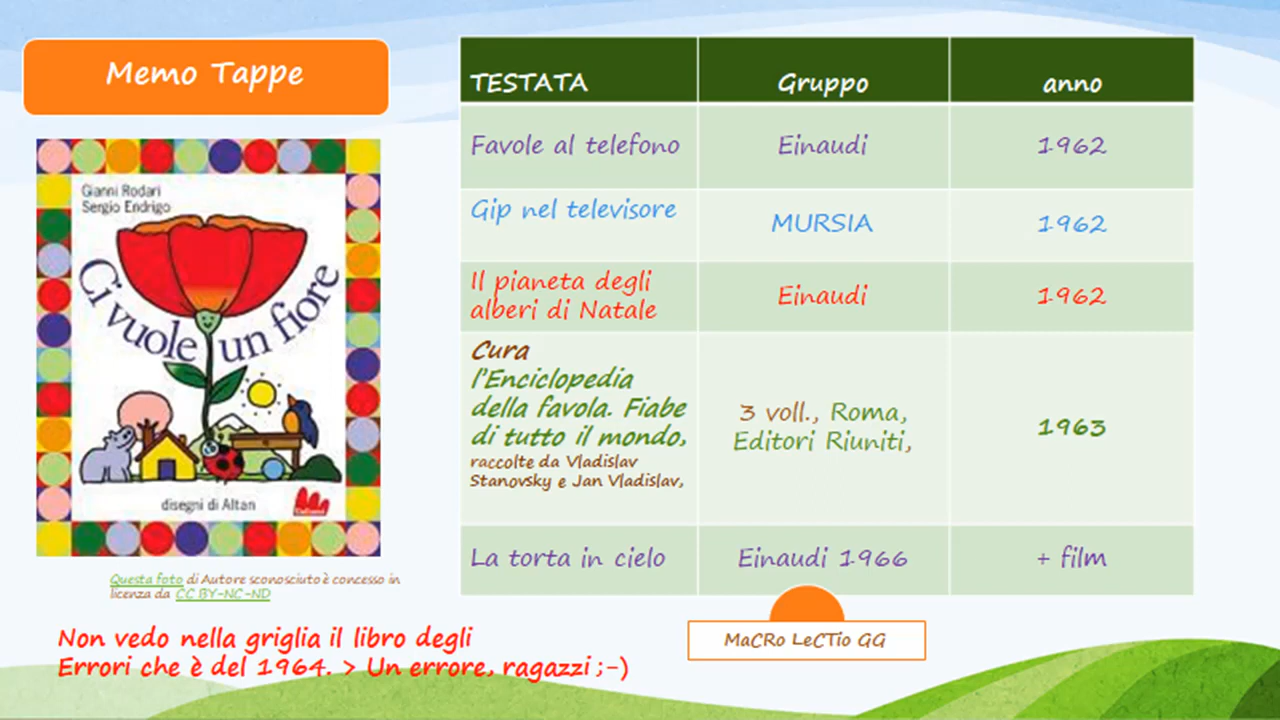 Memo Tappe
Gianni Rodari
Sergio Endrigo
Ci vuole un fiore
disegni di Altan
Gallucci
Questa foto di Autore sconosciuto è concesso in
licenza da CC BY-NC-ND
TESTATA Gruppo anno
Favole al telefono Einaudi 1962
Gip nel televisore MURSIA 1962
Il pianeta degli
alberi di Natale Einaudi 1962
Cura
l'Enciclopedia
della favola. Fiabe
di tutto il mondo,
raccolte da Vladislav
Stanovsky e Jan Vladislav,
3 voll., Roma,
Editori Riuniti,
1963
La torta in cielo Einaudi 1966 + film
MaCRo LeCTio GG
Non vedo nella griglia il libro degli
Errori che è del 1964. > Un errore, ragazzi ;-)